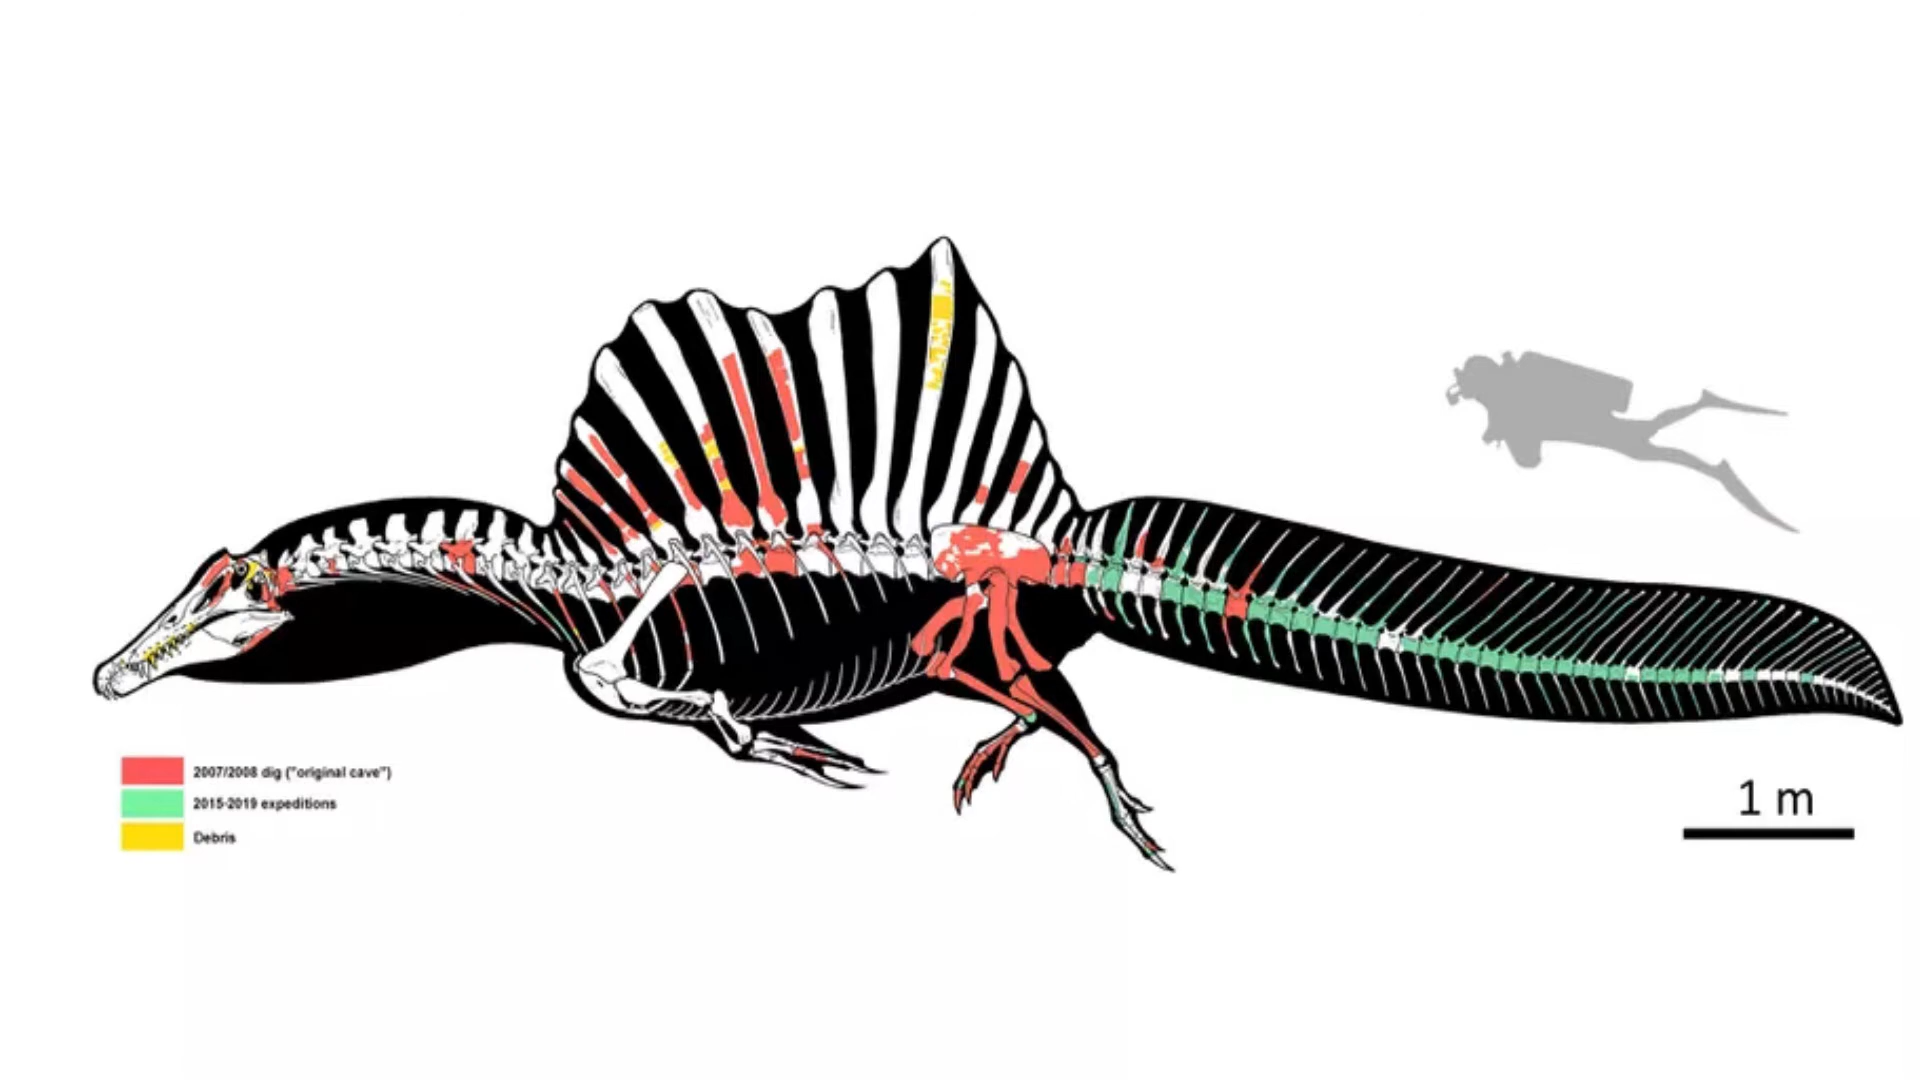 2007/2008 dig ("original cave")
2015-2019 expeditions
Debris
1 m